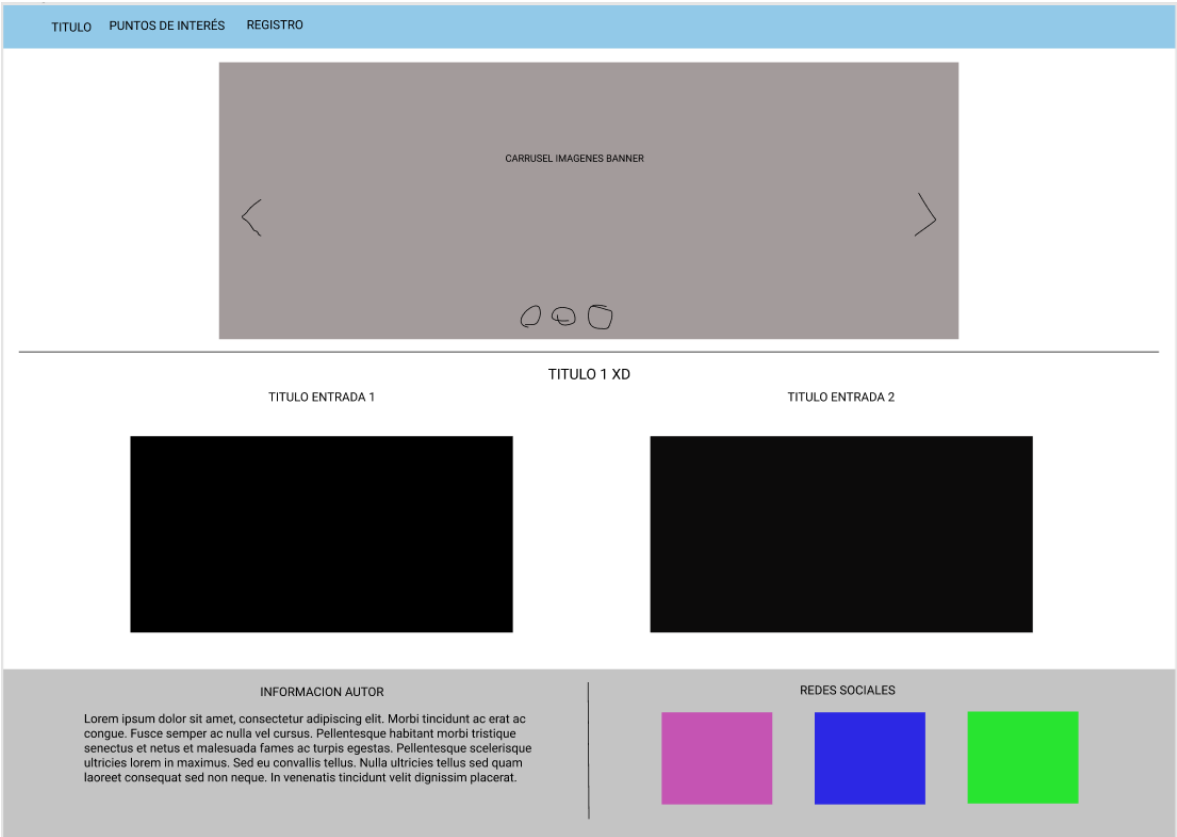 TITULO PUNTOS DE INTERÉS REGISTRO
CARRUSEL IMAGENES BANNER
TITULO 1 XD
TITULO ENTRADA 1
TITULO ENTRADA 2
INFORMACION AUTOR
Lorem ipsum dolor sit amet, consectetur adipiscing elit. Morbi tincidunt ac erat ac
congue. Fusce semper ac nulla vel cursus. Pellentesque habitant morbi tristique
senectus et netus et malesuada fames ac turpis egestas. Pellentesque scelerisque
ultricies lorem in maximus. Sed eu convallis tellus. Nulla ultricies tellus sed quam
laoreet consequat sed non neque. In venenatis tincidunt velit dignissim placerat.
REDES SOCIALES